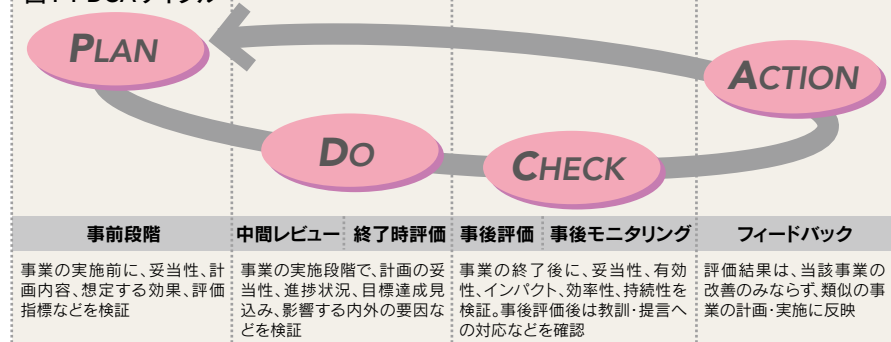 PLAN
ACTION
DO
CHECK
事前段階
中間レビュー 終了時評価
事後評価 事後モニタリング
フィードバック
事業の実施前に、妥当性、計
画内容、想定する効果、評価
指標などを検証
事業の実施段階で、計画の妥
当性、進捗状況、目標達成見
込み、影響する内外の要因な
どを検証
事業の終了後に、妥当性、有効
性、インパクト、効率性、持続性を
検証。事後評価後は教訓・提言へ
の対応などを確認
評価結果は、当該事業の
改善のみならず、類似の事
業の計画・実施に反映